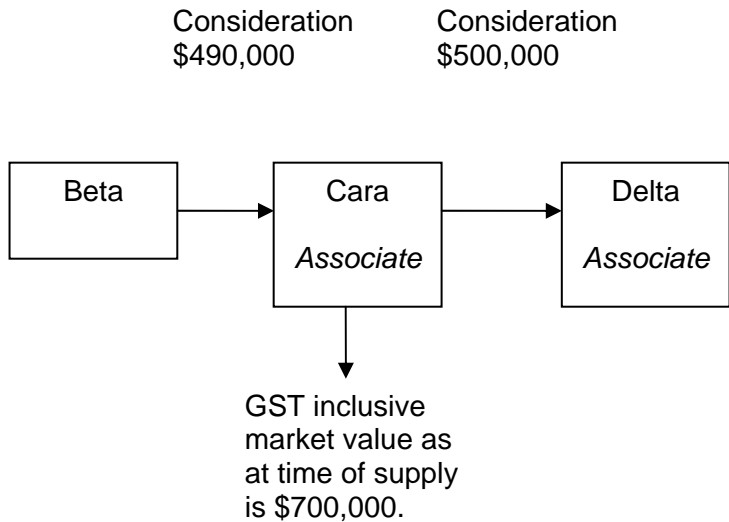 Consideration
$490,000
Consideration
$500,000
Beta
Cara
Associate
Delta
Associate
GST inclusive
market value as
at time of supply
is $700,000.